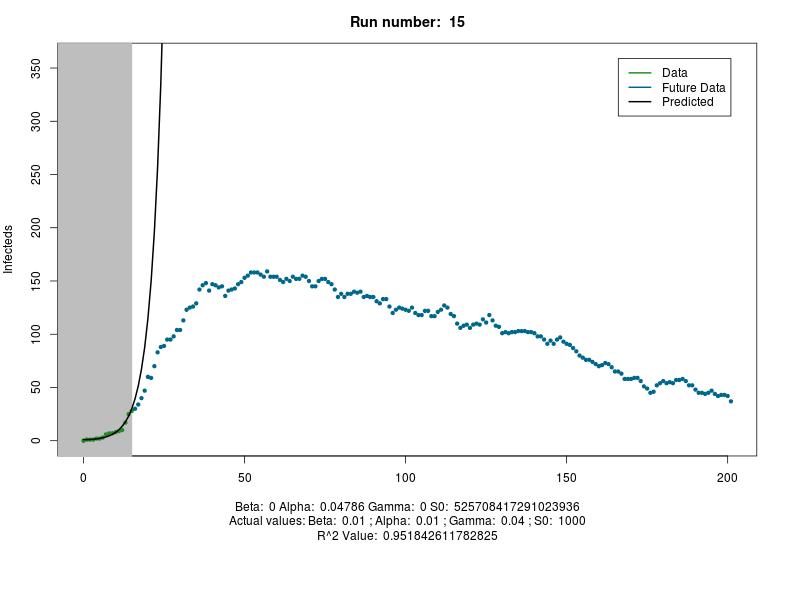 Run number: 15
350
300
250
200
150
100
50
0
Infecteds
Data
Future Data
Predicted
0 50 100 150 200
Beta: 0 Alpha: 0.04786 Gamma: 0 S0: 525708417291023936
Actual values: Beta: 0.01 ; Alpha: 0.01 ; Gamma: 0.04 ; S0: 1000
R^2 Value: 0.951842611782825